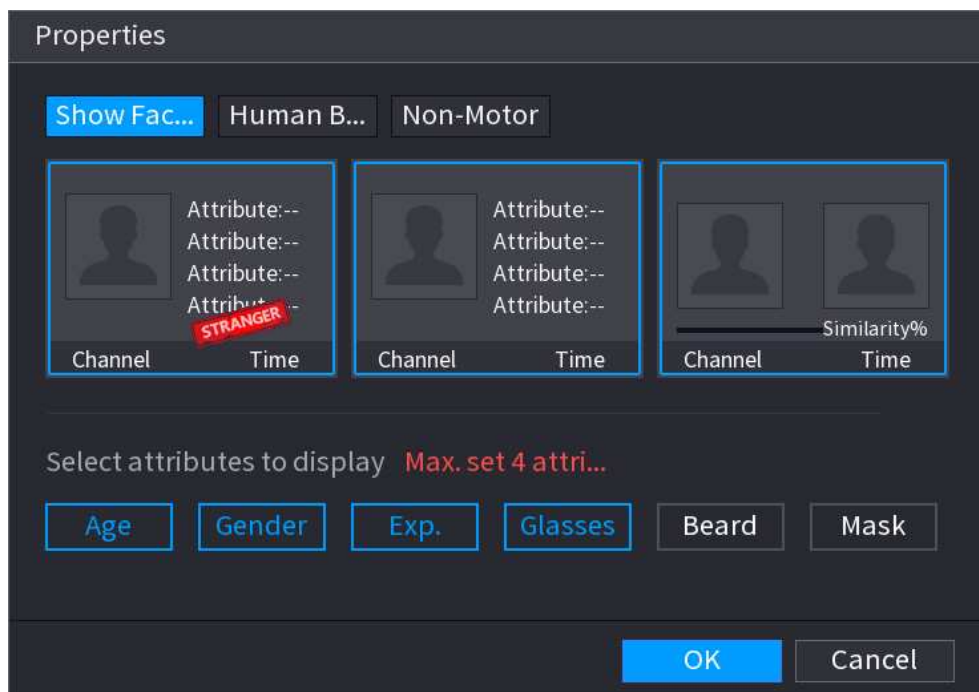 Properties
Show Fac... Human B... Non-Motor
Attribute:-- Attribute:--
Attribute:-- Attribute:--
Attribute:-- Attribute:--
Attribut --  Attribute:--
STRANGER Similarity%
Channel Time Channel Time Channel Time
Select attributes to display Max. set 4 attri...
Age Gender Exp. Glasses Beard Mask
OK Cancel